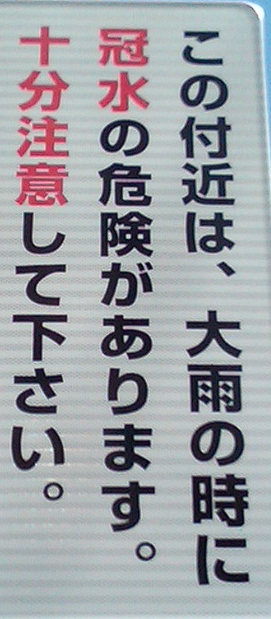 この付近は、大雨の時に
冠水の危険があります。
十分注意して下さい。